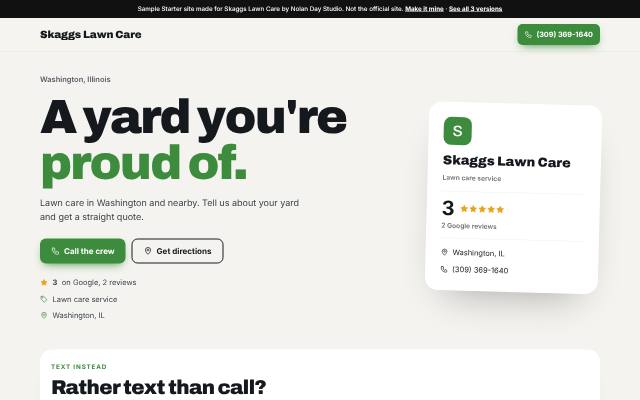 Sample Starter site made for Skaggs Lawn Care by Nolan Day Studio. Not the official site. Make it mine · See all 3 versions
Skaggs Lawn Care
(309) 369-1640
Washington, Illinois
A yard you're
proud of.
Lawn care in Washington and nearby. Tell us about your yard
and get a straight quote.
Call the crew
Get directions
3 on Google, 2 reviews
Lawn care service
Washington, IL
S
Skaggs Lawn Care
Lawn care service
3
2 Google reviews
Washington, IL
(309) 369-1640
TEXT INSTEAD
Rather text than call?